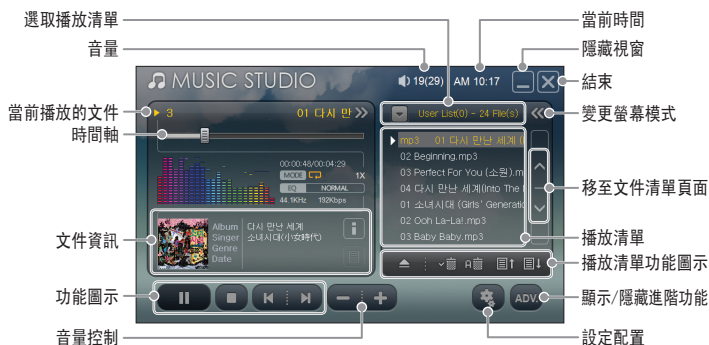 選取播放清單
當前時間
音量
隱藏視窗
MUSIC STUDIO
19(29) AM 10:17
結束
當前播放的文件
3 01 다시 만
User List(0) - 24 File(s)
變更螢幕模式
時間軸
mp3 01 다시 만난 세계 (
02 Beginning.mp3
00:00:48/00:04:29
03 Perfect For You (소원).m
MODE 1X
EQ NORMAL
04 다시 만난 세계(Into The
移至文件清單頁面
44.1KHz 192Kbps
01 소녀시대 (Girls' Generati
02 Ooh La-La!.mp3
03 Baby Baby.mp3
文件資訊
Album 다시 만난 세계
Singer 소녀시대(小女時代)
Genre
Date
播放清單
播放清單功能圖示
功能圖示
ADV.
顯示/隱藏進階功能
音量控制
設定配置